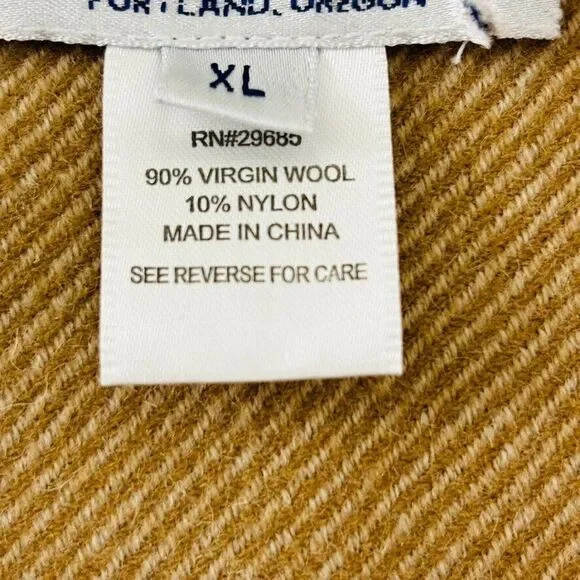 PORTLAND, OREGON
XL
RN#29685
90% VIRGIN WOOL
10% NYLON
MADE IN CHINA
SEE REVERSE FOR CARE